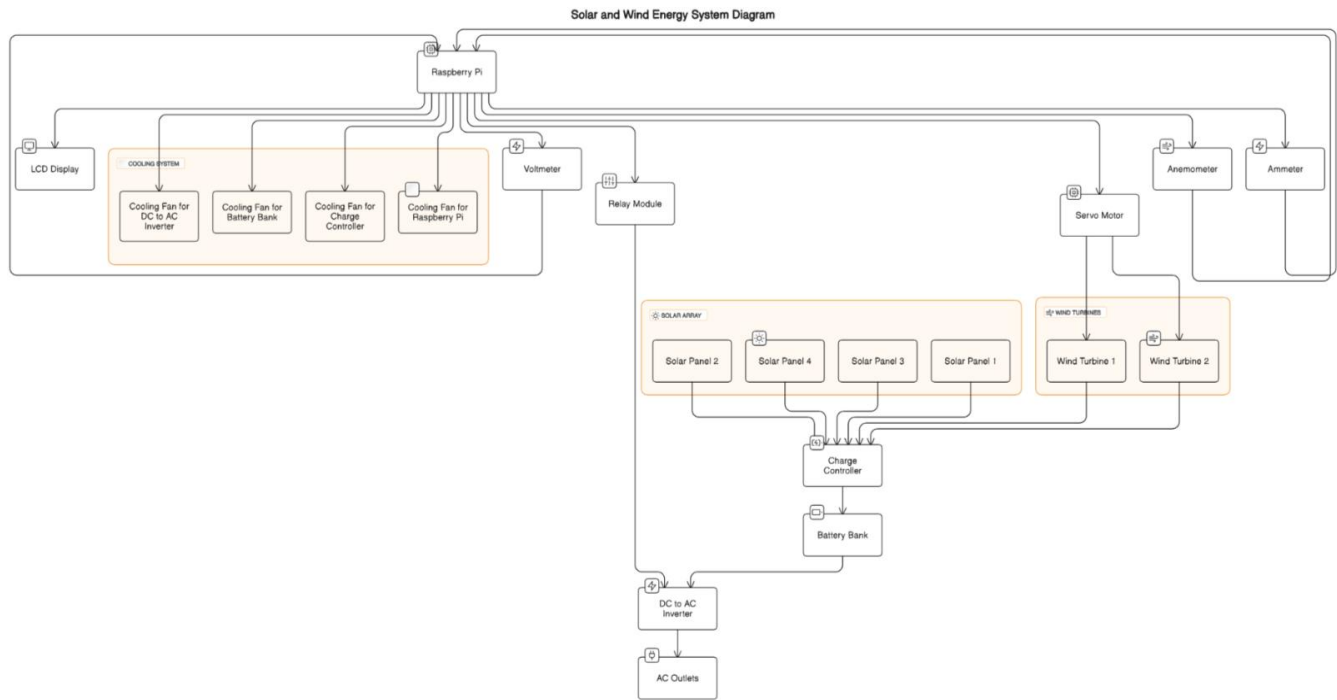 Solar and Wind Energy System Diagram
Raspberry Pi
LCD Display
COOLING SYSTEM
Cooling Fan for
DC to AC
Inverter
Cooling Fan for
Battery Bank
Cooling Fan for
Charge
Controller
Cooling Fan for
Raspberry Pi
Voltmeter
Relay Module
Servo Motor
Anemometer
Ammeter
SOLAR ARRAY
Solar Panel 2
Solar Panel 4
Solar Panel 3
Solar Panel 1
WIND TURBINES
Wind Turbine 1
Wind Turbine 2
Charge
Controller
Battery Bank
DC to AC
Inverter
AC Outlets